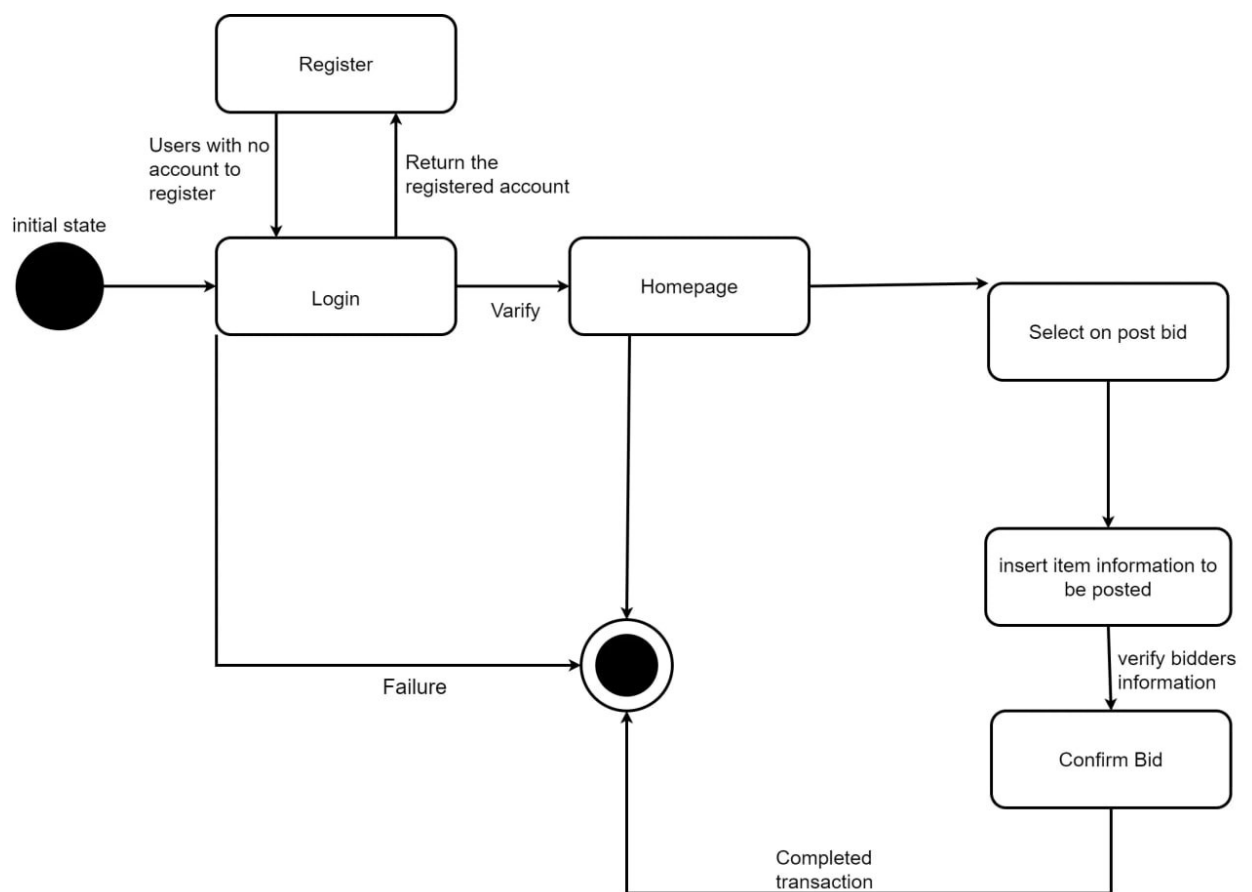 Register
Users with no
account to
register
Return the
registered account
initial state
Login
Varify
Homepage
Select on post bid
insert item information to
be posted
verify bidders
information
Failure
Confirm Bid
Completed
transaction